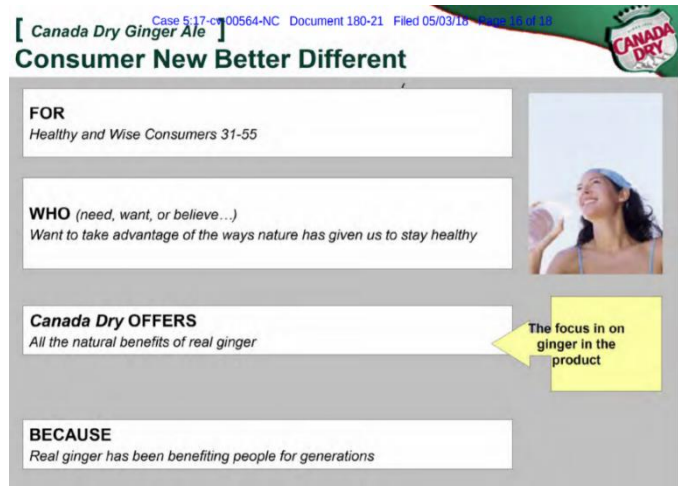 Case 5:17-cv-00564-NC Document 180-21 Filed 05/03/18 Page 16 of 18
[ Canada Dry Ginger Ale ]
CANADA
DRY
Consumer New Better Different
FOR
Healthy and Wise Consumers 31-55
WHO (need, want, or believe…)
Want to take advantage of the ways nature has given us to stay healthy
Canada Dry OFFERS
All the natural benefits of real ginger
The focus in on
ginger in the
product
BECAUSE
Real ginger has been benefiting people for generations